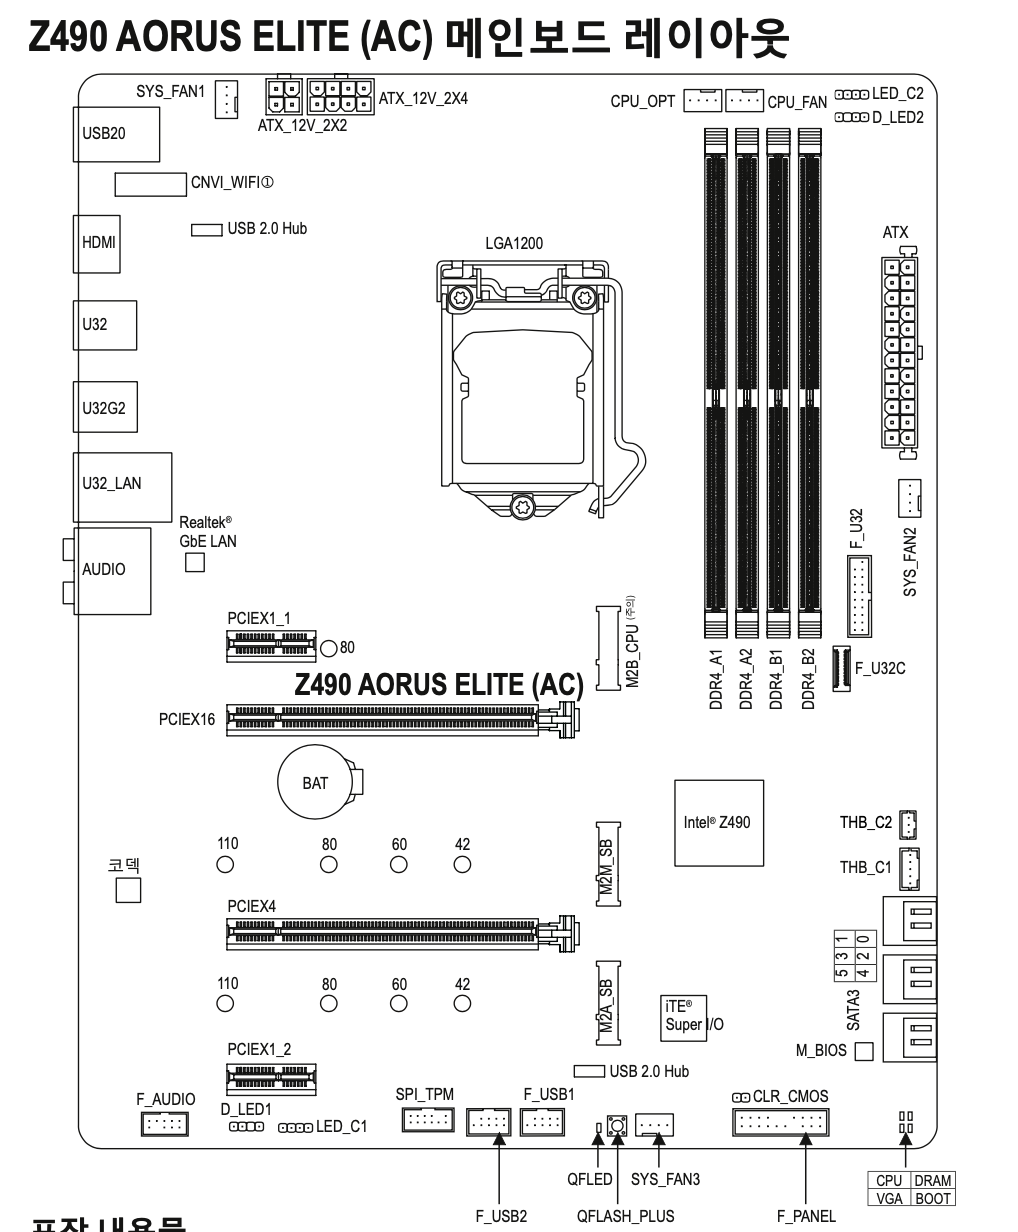 Z490 AORUS ELITE (AC) 메인보드 레이아웃
SYS_FAN1
ATX_12V_2X4
ATX_12V_2X2
CPU_OPT
CPU_FAN
LED_C2
D_LED2
USB20
CNVI_WIFI①
USB 2.0 Hub
HDMI
LGA1200
ATX
U32
U32G2
U32_LAN
Realtek®
GbE LAN
AUDIO
SYS_FAN2
F_U32
PCIEX1_1
80
M2B_CPU (주의)
DDR4_A1
DDR4_A2
DDR4_B1
DDR4_B2
F_U32C
Z490 AORUS ELITE (AC)
PCIEX16
BAT
Intel® Z490
THB_C2
THB_C1
110
80
60
42
M2M_SB
코덱
PCIEX4
5 3 1
4 2 0
SATA3
110
80
60
42
M2A_SB
iTE®
Super I/O
M_BIOS
PCIEX1_2
USB 2.0 Hub
F_AUDIO
D_LED1
LED_C1
SPI_TPM
F_USB1
CLR_CMOS
QFLED
SYS_FAN3
CPU DRAM
VGA BOOT
F_USB2
QFLASH_PLUS
F_PANEL
포장 내용물